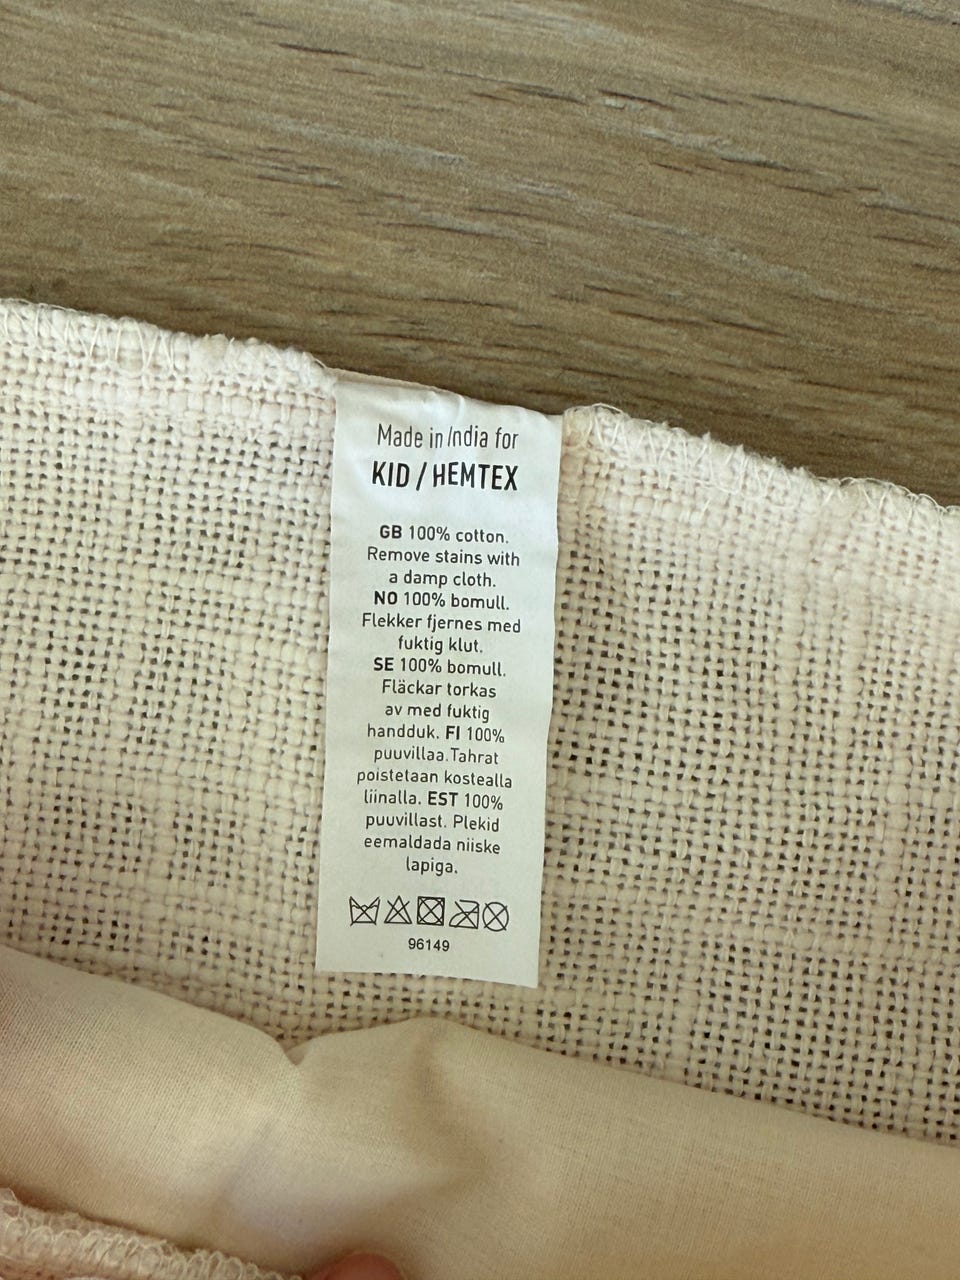 Made in India for
KID / HEMTEX
GB 100% cotton.
Remove stains with
a damp cloth.
NO 100% bomull.
Flekker fjernes med
fuktig klut.
SE 100% bomull.
Fläckar torkas
av med fuktig
handduk. FI 100%
puuvillaa.Tahrat
poistetaan kostealla
liinalla. EST 100%
puuvillast. Plekid
eemaldada niiske
lapiga.
96149